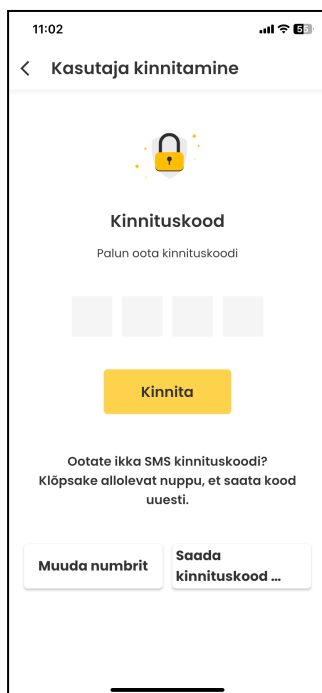 11:02
Kasutaja kinnitamine
Kinnituskood
Palun oota kinnituskoodi
Kinnita
Ootate ikka SMS kinnituskoodi?
Klõpsake allolevat nuppu, et saata kood
uuesti.
Muuda numbrit
Saada
kinnituskood ...